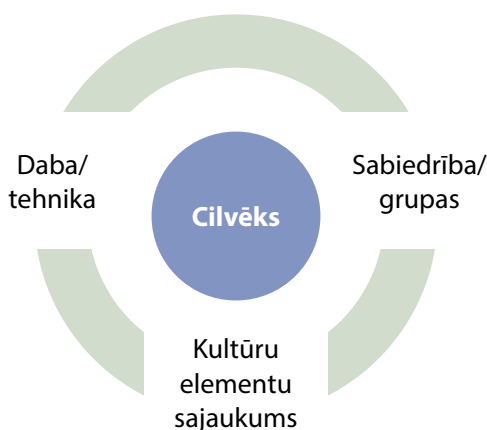 Daba/
tehnika
Cilvēks
Sabiedrība/
grupas
Kultūru
elementu
sajaukums